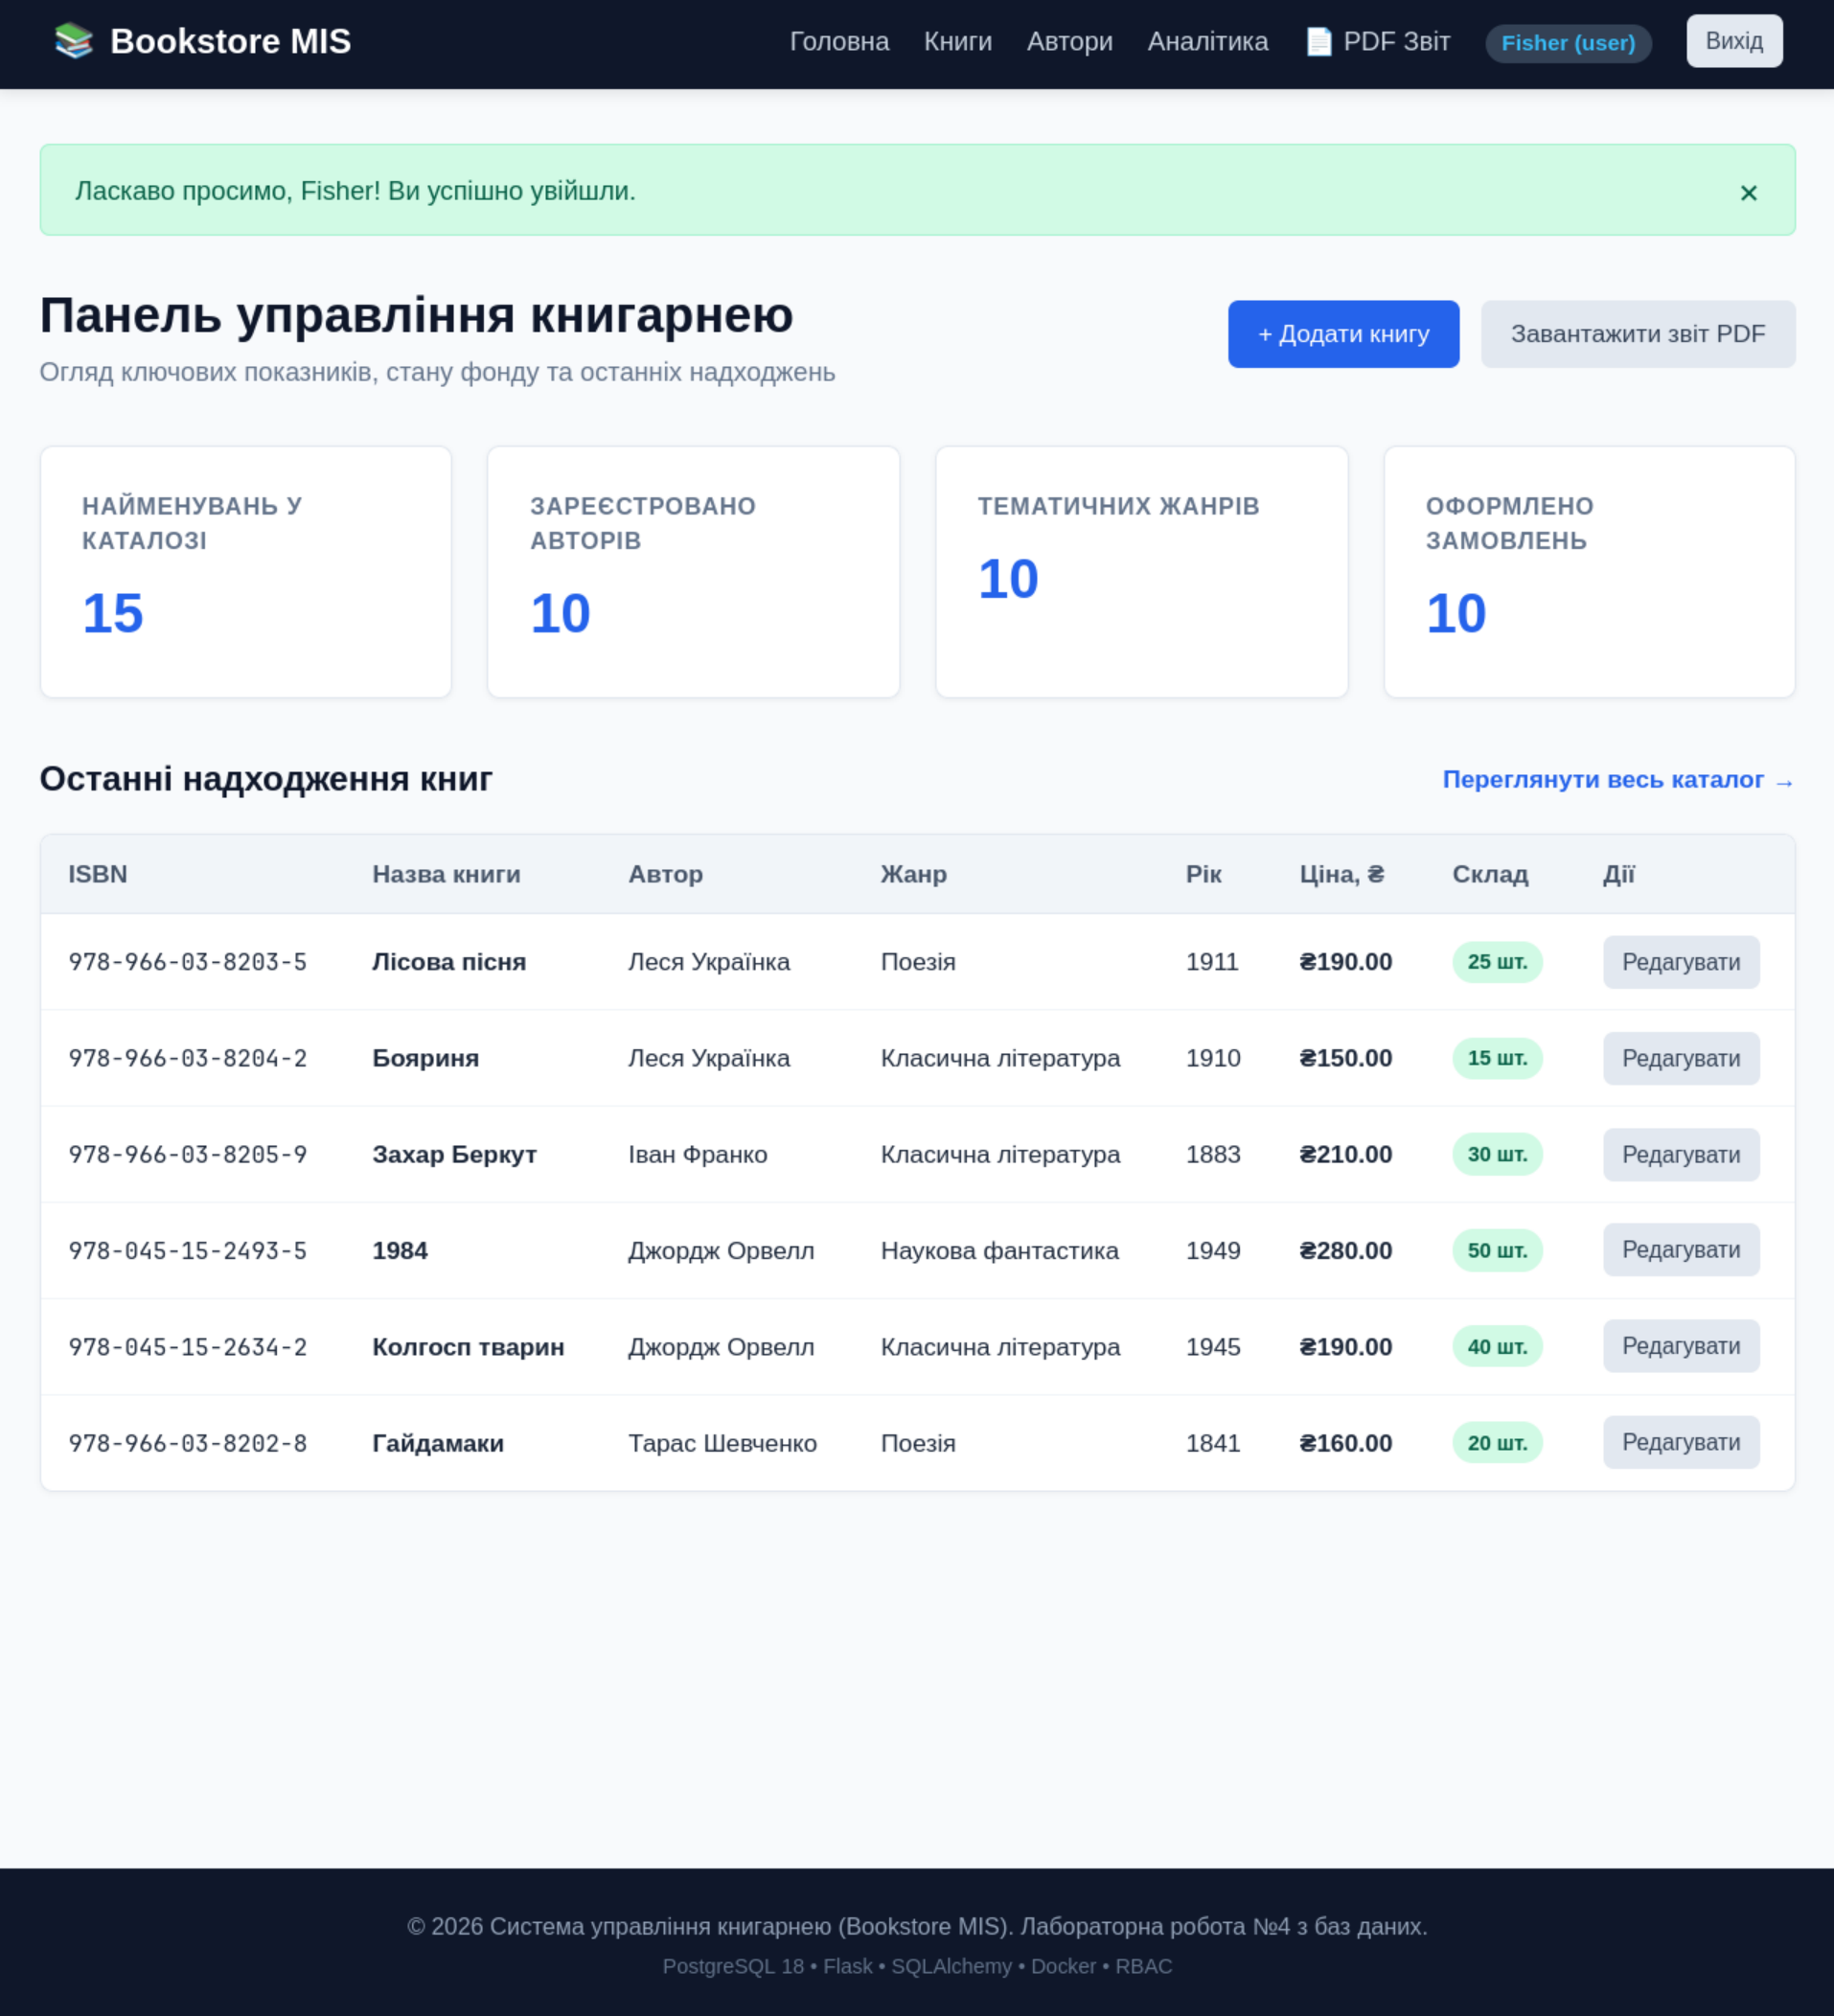 📚 Bookstore MIS
Головна Книги Автори Аналітика 📄 PDF Звіт Fisher (user) Вихід
Ласкаво просимо, Fisher! Ви успішно увійшли. ×
Панель управління книгарнею
Огляд ключових показників, стану фонду та останніх надходжень
+ Додати книгу Завантажити звіт PDF
НАЙМЕНУВАНЬ У
КАТАЛОЗІ
15
ЗАРЕЄСТРОВАНО
АВТОРІВ
10
ТЕМАТИЧНИХ ЖАНРІВ
10
ОФОРМЛЕНО
ЗАМОВЛЕНЬ
10
Останні надходження книг Переглянути весь каталог →
ISBN Назва книги Автор Жанр Рік Ціна, ₴ Склад Дії
978-966-03-8203-5 Лісова пісня Леся Українка Поезія 1911 ₴190.00 25 шт. Редагувати
978-966-03-8204-2 Бояриня Леся Українка Класична література 1910 ₴150.00 15 шт. Редагувати
978-966-03-8205-9 Захар Беркут Іван Франко Класична література 1883 ₴210.00 30 шт. Редагувати
978-045-15-2493-5 1984 Джордж Орвелл Наукова фантастика 1949 ₴280.00 50 шт. Редагувати
978-045-15-2634-2 Колгосп тварин Джордж Орвелл Класична література 1945 ₴190.00 40 шт. Редагувати
978-966-03-8202-8 Гайдамаки Тарас Шевченко Поезія 1841 ₴160.00 20 шт. Редагувати
© 2026 Система управління книгарнею (Bookstore MIS). Лабораторна робота №4 з баз даних.
PostgreSQL 18 • Flask • SQLAlchemy • Docker • RBAC